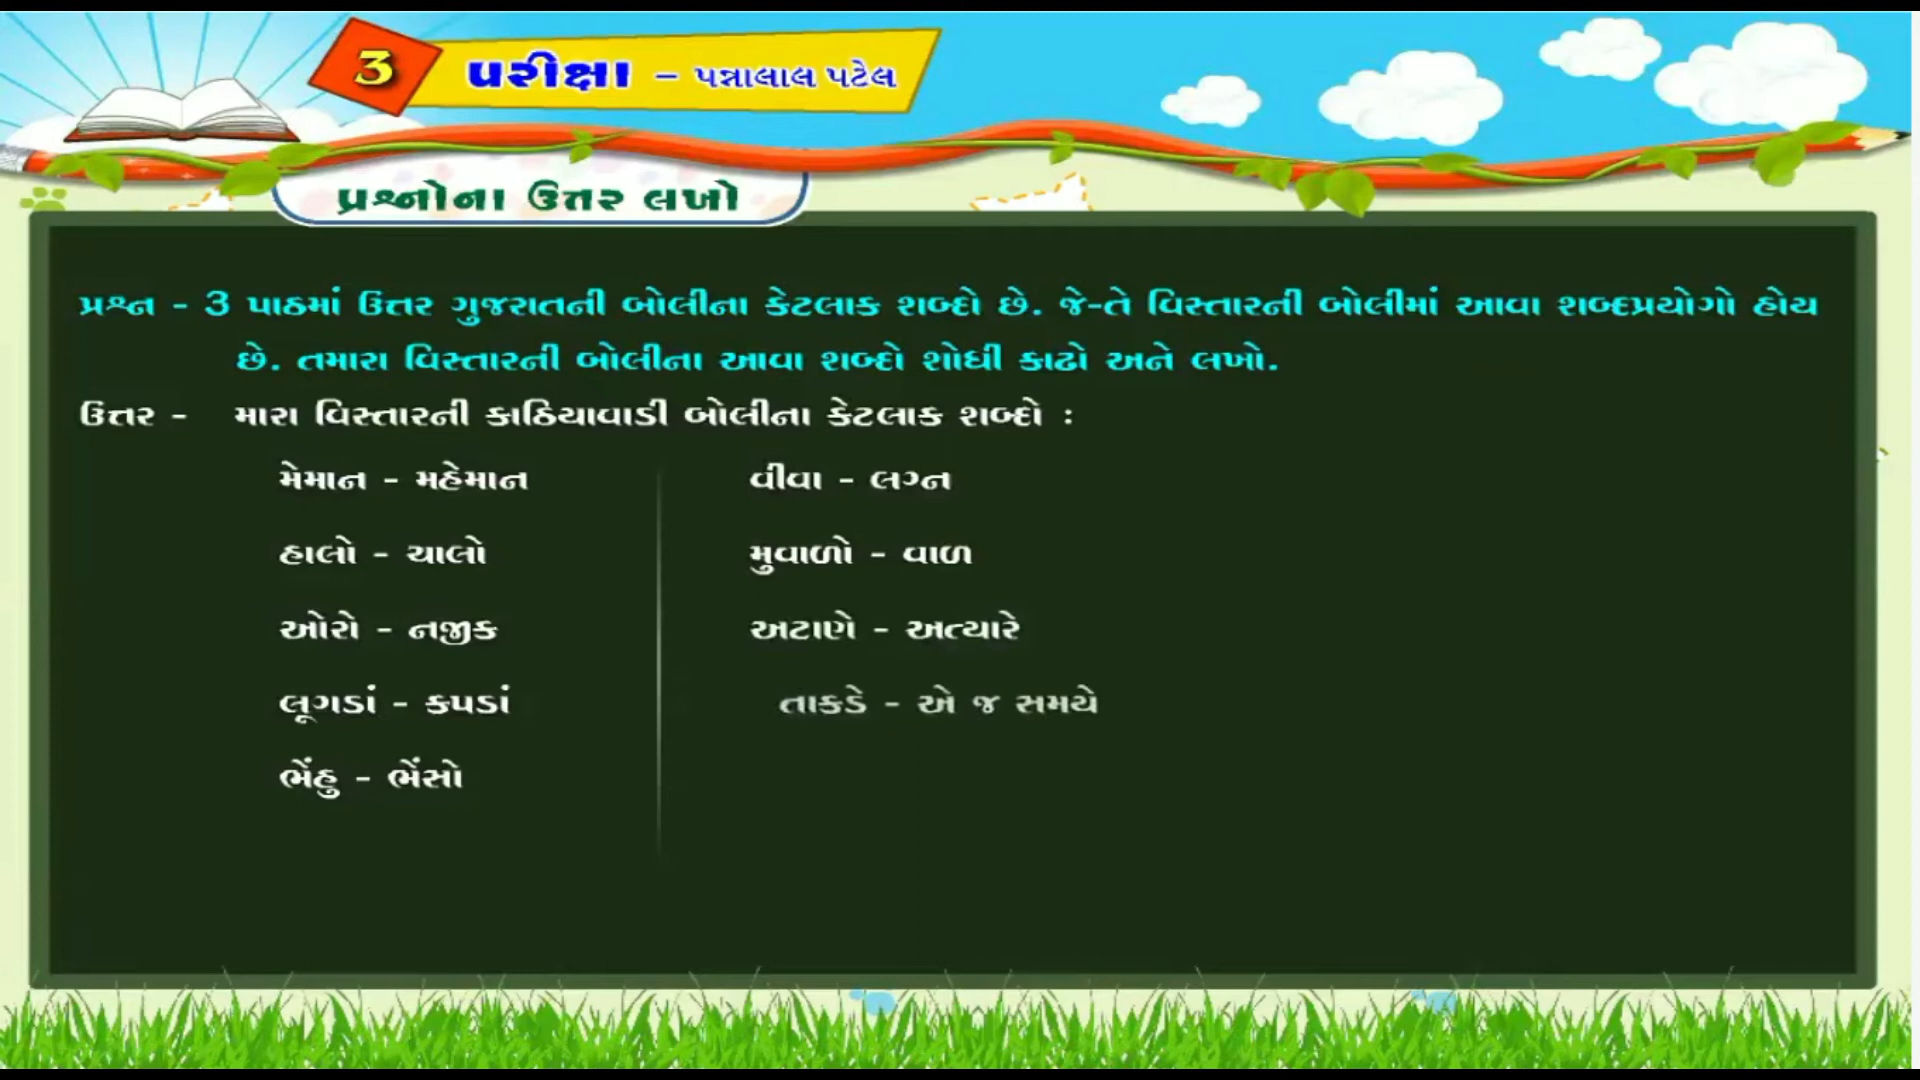 3
પરીક્ષા – પન્નાલાલ પટેલ
પ્રશ્નોના ઉત્તર લખો
પ્રશ્ન - 3 પાઠમાં ઉત્તર ગુજરાતની બોલીના કેટલાક શબ્દો છે. જે-તે વિસ્તારની બોલીમાં આવા શબ્દપ્રયોગો હોય
છે. તમારા વિસ્તારની બોલીના આવા શબ્દો શોધી કાઢો અને લખો.
ઉત્તર - મારા વિસ્તારની કાઠિયાવાડી બોલીના કેટલાક શબ્દો :
મેમાન - મહેમાન
હાલો - ચાલો
ઓરો - નજીક
લૂગડાં - કપડાં
ભેંહુ - ભેંસો
વીવા - લગ્ન
મુવાળો - વાળ
અટાણે - અત્યારે
તાકડે - એ જ સમયે